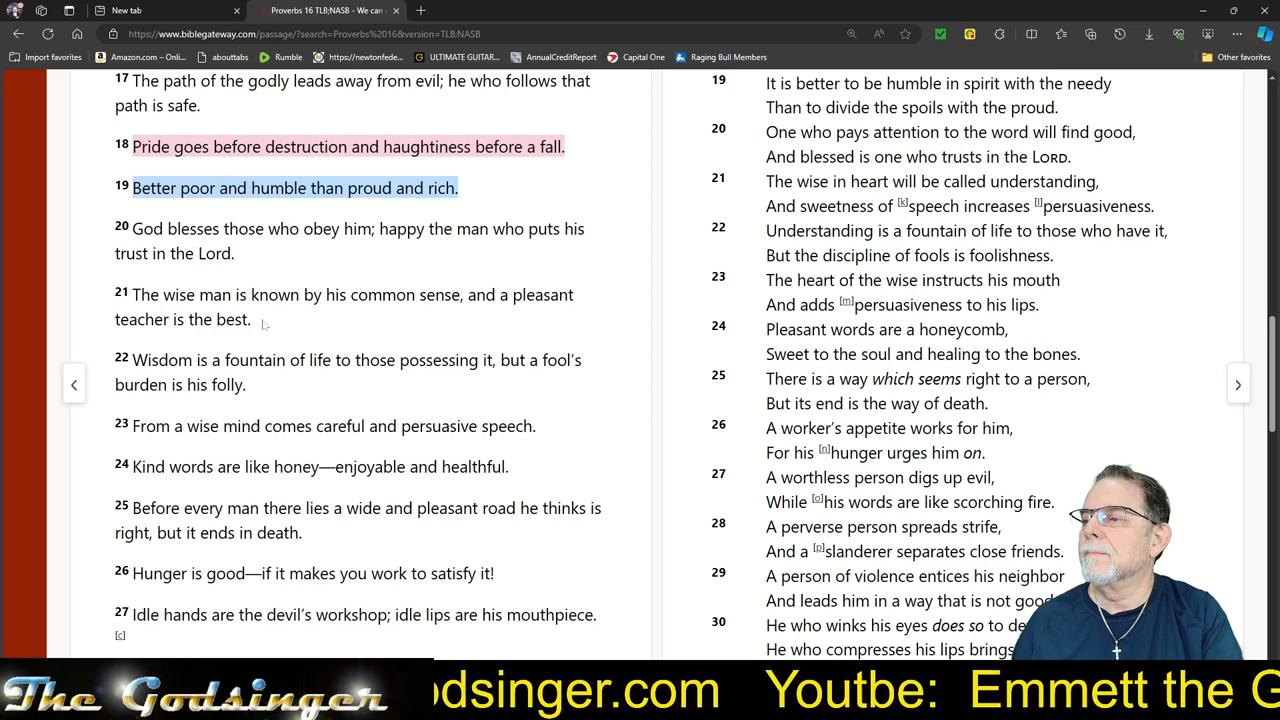 New tab
Proverbs 16 TLB;NASB - We can
https://www.biblegateway.com/passage/?search=Proverbs%2016&version=TLB;NASB
Import favorites
Amazon.com – Onli...
abouttabs
Rumble
https://newtonfede...
ULTIMATE GUITAR...
AnnualCreditReport
Capital One
Raging Bull Members
Other favorites
17 The path of the godly leads away from evil; he who follows that
path is safe.
18 Pride goes before destruction and haughtiness before a fall.
19 Better poor and humble than proud and rich.
20 God blesses those who obey him; happy the man who puts his
trust in the Lord.
21 The wise man is known by his common sense, and a pleasant
teacher is the best.
22 Wisdom is a fountain of life to those possessing it, but a fool's
burden is his folly.
23 From a wise mind comes careful and persuasive speech.
24 Kind words are like honey—enjoyable and healthful.
25 Before every man there lies a wide and pleasant road he thinks is
right, but it ends in death.
26 Hunger is good—if it makes you work to satisfy it!
27 Idle hands are the devil's workshop; idle lips are his mouthpiece.
[c]
19 It is better to be humble in spirit with the needy
Than to divide the spoils with the proud.
20 One who pays attention to the word will find good,
And blessed is one who trusts in the LORD.
21 The wise in heart will be called understanding,
And sweetness of [k]speech increases [l]persuasiveness.
22 Understanding is a fountain of life to those who have it,
But the discipline of fools is foolishness.
23 The heart of the wise instructs his mouth
And adds [m]persuasiveness to his lips.
24 Pleasant words are a honeycomb,
Sweet to the soul and healing to the bones.
25 There is a way which seems right to a person,
But its end is the way of death.
26 A worker's appetite works for him,
For his [n]hunger urges him on.
27 A worthless person digs up evil,
While [o]his words are like scorching fire.
28 A perverse person spreads strife,
And a [p]slanderer separates close friends.
29 A person of violence entices his neighbor
And leads him in a way that is not good
30 He who winks his eyes does so to de
He who compresses his lips brings
The Godsinger
odsinger.com Youtbe: Emmett the G